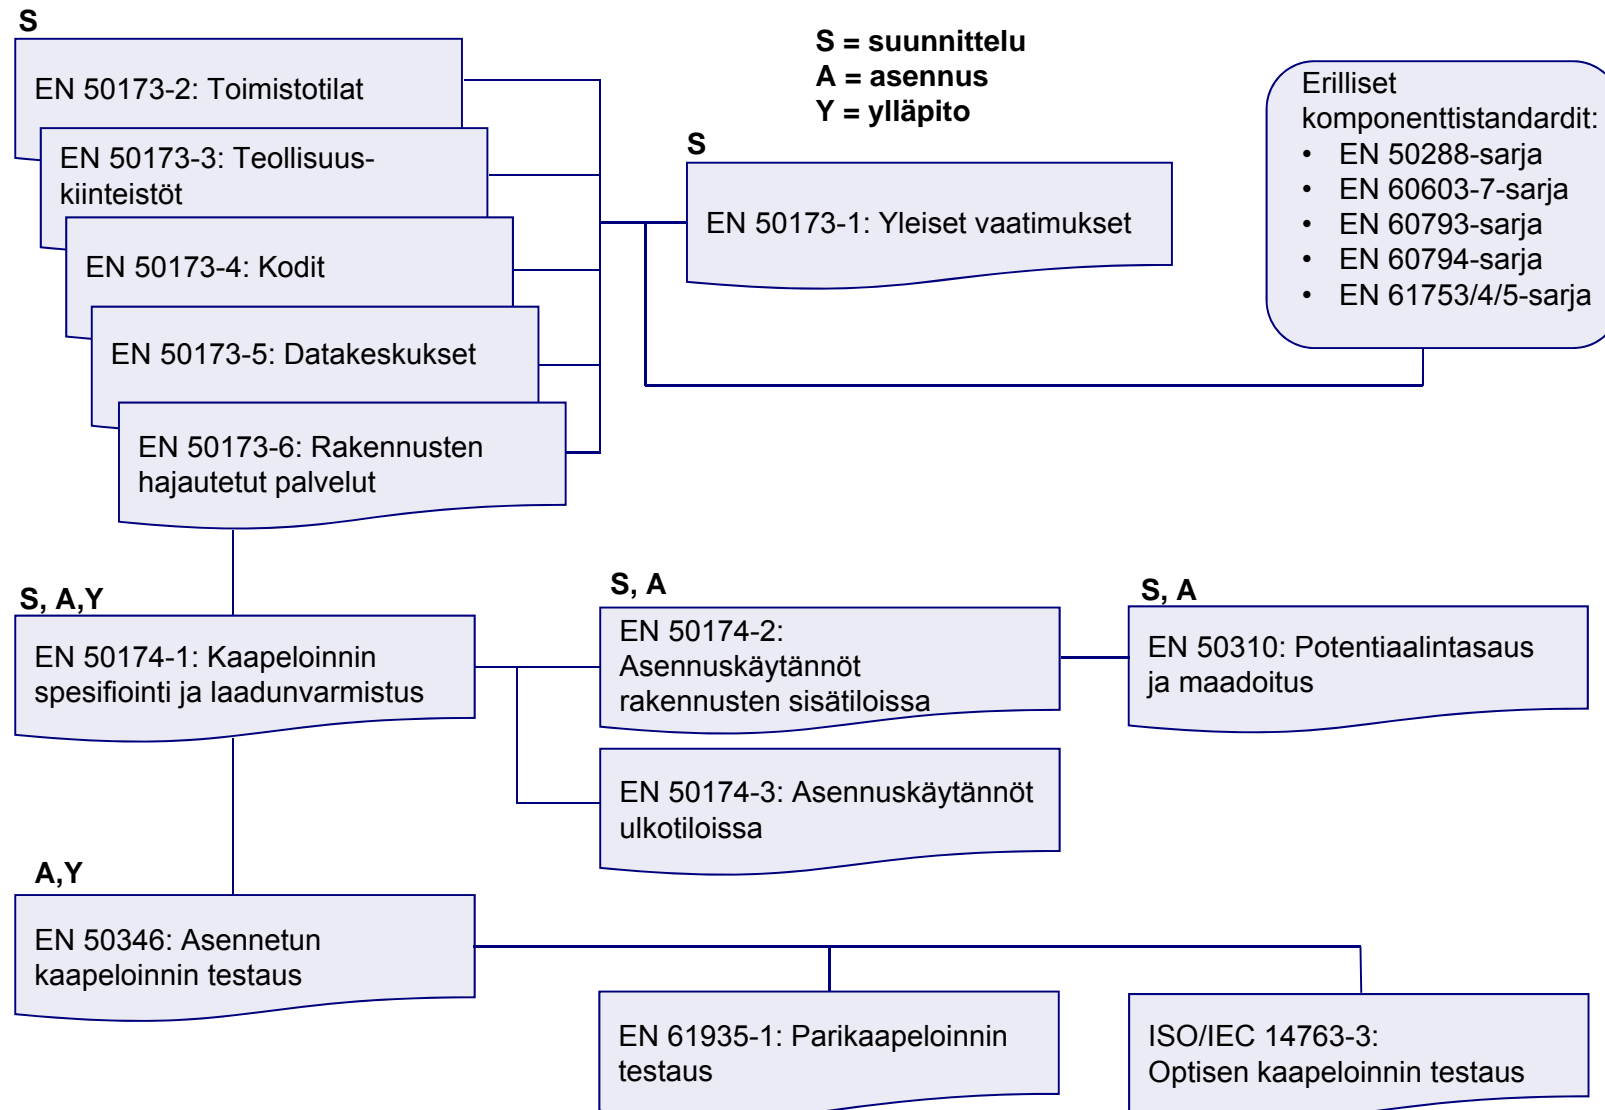 S
EN 50173-2: Toimistotilat
EN 50173-3: Teollisuus-
kiinteistöt
EN 50173-4: Kodit
EN 50173-5: Datakeskukset
EN 50173-6: Rakennusten
hajautetut palvelut
S = suunnittelu
A = asennus
Y = ylläpito
S
EN 50173-1: Yleiset vaatimukset
Erilliset
komponenttistandardit:
• EN 50288-sarja
• EN 60603-7-sarja
• EN 60793-sarja
• EN 60794-sarja
• EN 61753/4/5-sarja
S, A,Y
EN 50174-1: Kaapeloinnin
spesifiointi ja laadunvarmistus
S, A
EN 50174-2:
Asennuskäytännöt
rakennusten sisätiloissa
S, A
EN 50310: Potentiaalintasaus
ja maadoitus
EN 50174-3: Asennuskäytännöt
ulkotiloissa
A,Y
EN 50346: Asennetun
kaapeloinnin testaus
EN 61935-1: Parikaapeloinnin
testaus
ISO/IEC 14763-3:
Optisen kaapeloinnin testaus